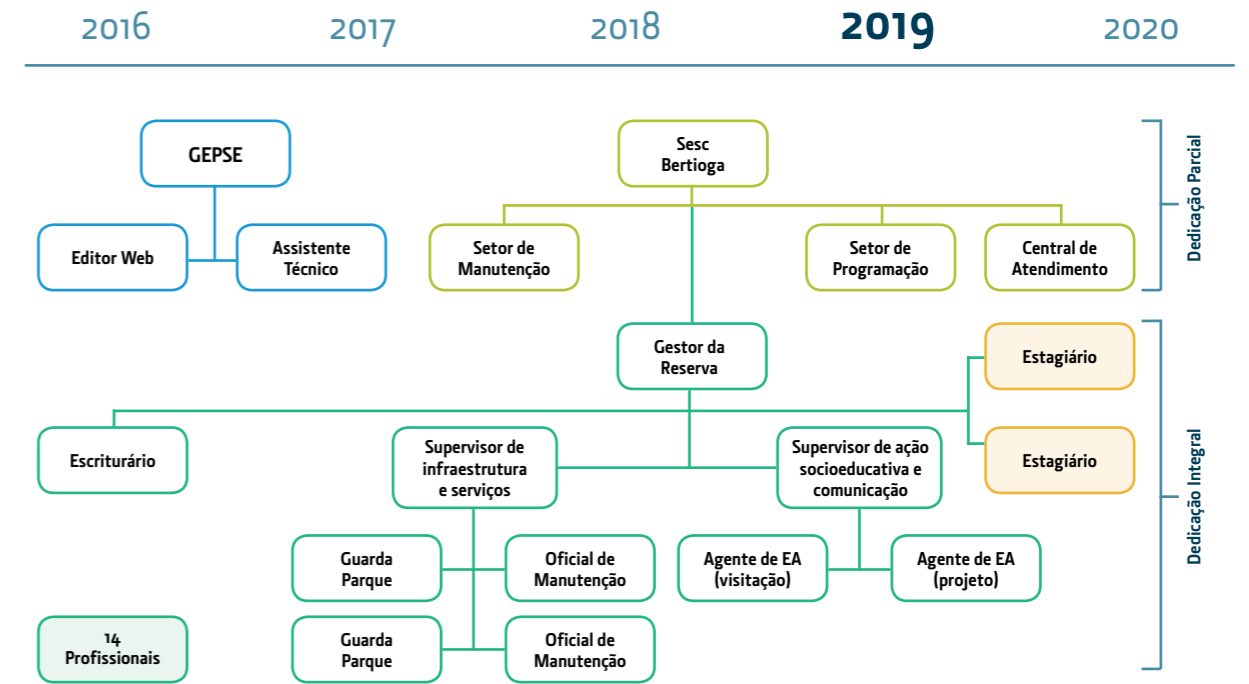 2016 2017 2018 2019 2020
GEPSE
Sesc
Bertioga
Dedicação Parcial
Editor Web
Assistente
Técnico
Setor de
Manutenção
Setor de
Programação
Central de
Atendimento
Gestor da
Reserva
Estagiário
Escriturário
Supervisor de
infraestrutura
e serviços
Supervisor de ação
socioeducativa e
comunicação
Estagiário
Dedicação Integral
Guarda
Parque
Oficial de
Manutenção
Agente de EA
(visitação)
Agente de EA
(projeto)
14
Profissionais
Guarda
Parque
Oficial de
Manutenção